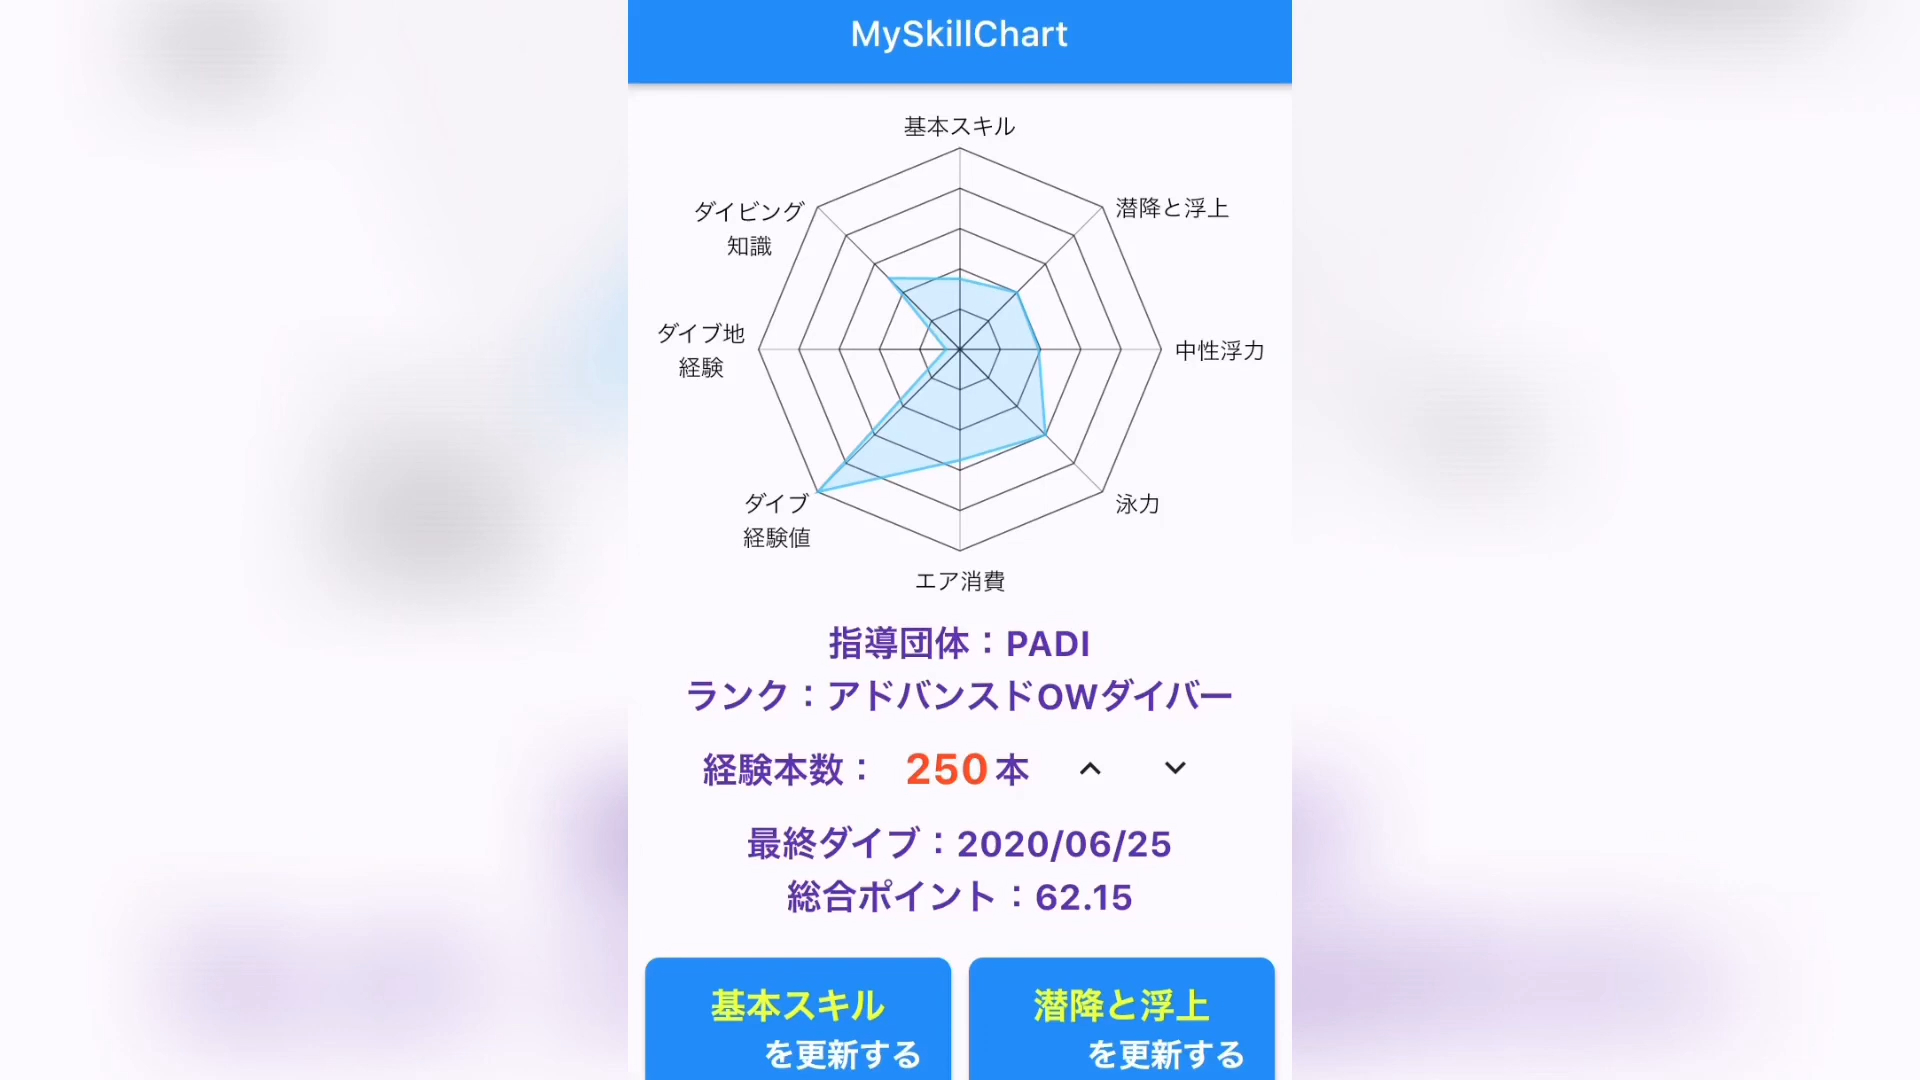 MySkillChart
基本スキル
潜降と浮上
ダイビング
知識
ダイブ地
経験
中性浮力
ダイブ
経験値
泳力
エア消費
指導団体：PADI
ランク：アドバンスドOWダイバー
経験本数： 250本
最終ダイブ：2020/06/25
総合ポイント：62.15
基本スキル
を更新する
潜降と浮上
を更新する